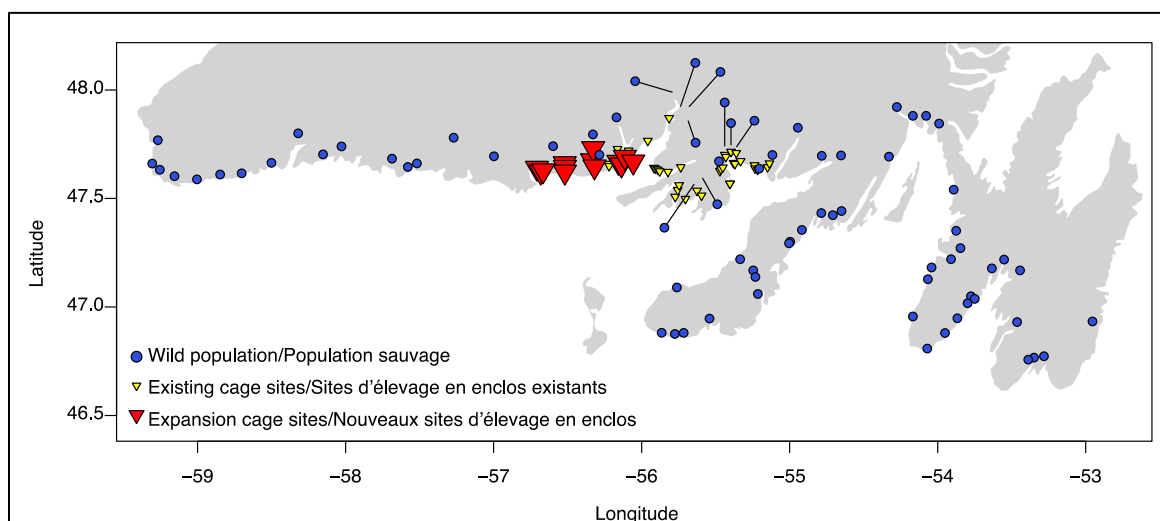 48.0
47.5
47.0
46.5
Latitude
Wild population/Population sauvage
Existing cage sites/Sites d'élevage en enclos existants
Expansion cage sites/Nouveaux sites d'élevage en enclos
−59 −58 −57 −56 −55 −54 −53
Longitude